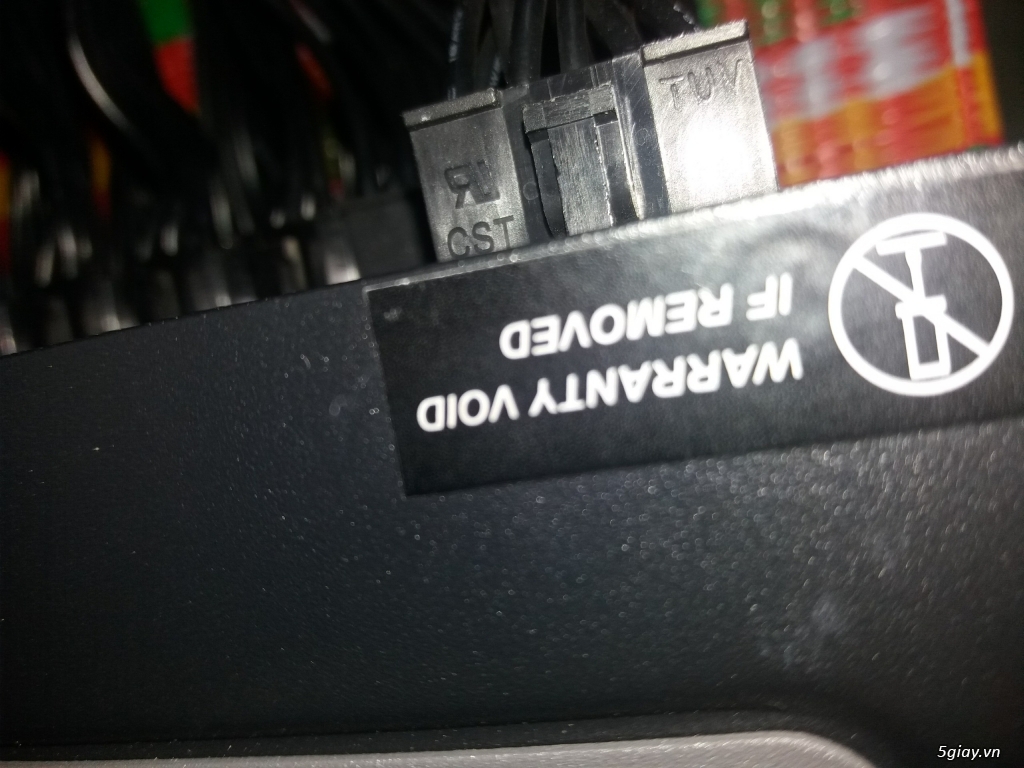 TUV
CST
WARRANTY VOID
IF REMOVED
5giay.vn